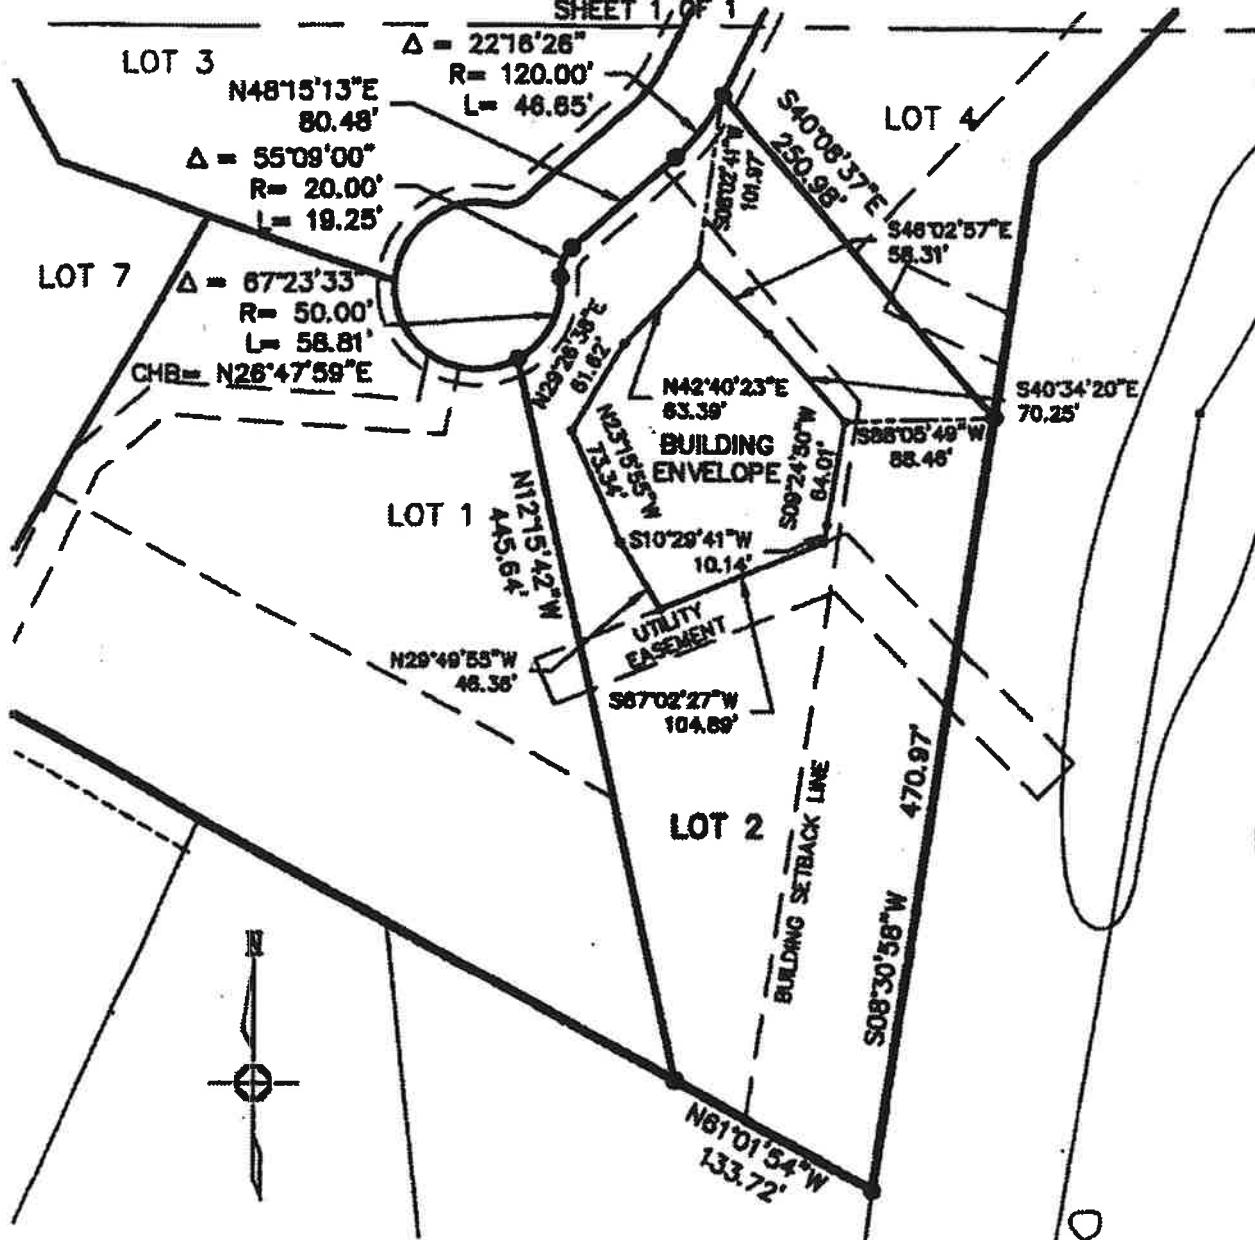 SHEET 1 OF 1
LOT 3
Δ = 22°16'26"
R= 120.00'
L= 46.65'
N48°15'13"E
80.48'
Δ = 55°09'00"
R= 20.00'
L= 19.25'
LOT 7
Δ = 67°23'33"
R= 50.00'
L= 58.81'
CHB= N26°47'59"E
LOT 4
S40°08'37"E
250.98'
S08°02'41"W
101.97'
S46°02'57"E
58.31'
N29°26'38"E
61.62'
N42°40'23"E
63.39'
S40°34'20"E
70.25'
BUILDING
ENVELOPE
N23°15'55"W
73.34'
S09°24'50"W
64.01'
S88°05'49"W
88.46'
LOT 1
N12°15'42"W
445.64'
S10°29'41"W
10.14'
UTILITY
EASEMENT
N29°49'55"W
46.36'
S67°02'27"W
104.89'
LOT 2
BUILDING SETBACK LINE
470.97'
S08°30'58"W
N
N61°01'54"W
133.72'